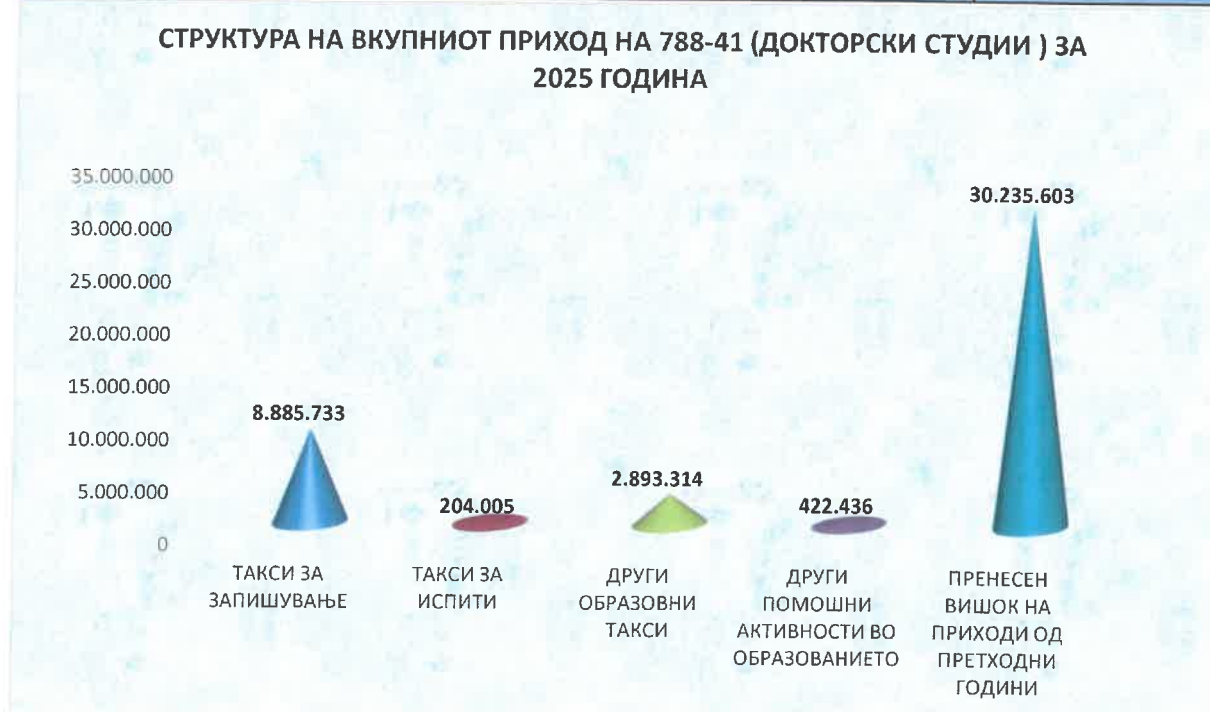 СТРУКТУРА НА ВКУПНИОТ ПРИХОД НА 788-41 (ДОКТОРСКИ СТУДИИ ) ЗА
2025 ГОДИНА
35.000.000
30.000.000
25.000.000
20.000.000
15.000.000
10.000.000
5.000.000
0
8.885.733
204.005
2.893.314
422.436
30.235.603
ТАКСИ ЗА
ЗАПИШУВАЊЕ
ТАКСИ ЗА
ИСПИТИ
ДРУГИ
ОБРАЗОВНИ
ТАКСИ
ДРУГИ
ПОМОШНИ
АКТИВНОСТИ ВО
ОБРАЗОВАНИЕТО
ПРЕНЕСЕН
ВИШОК НА
ПРИХОДИ ОД
ПРЕТХОДНИ
ГОДИНИ